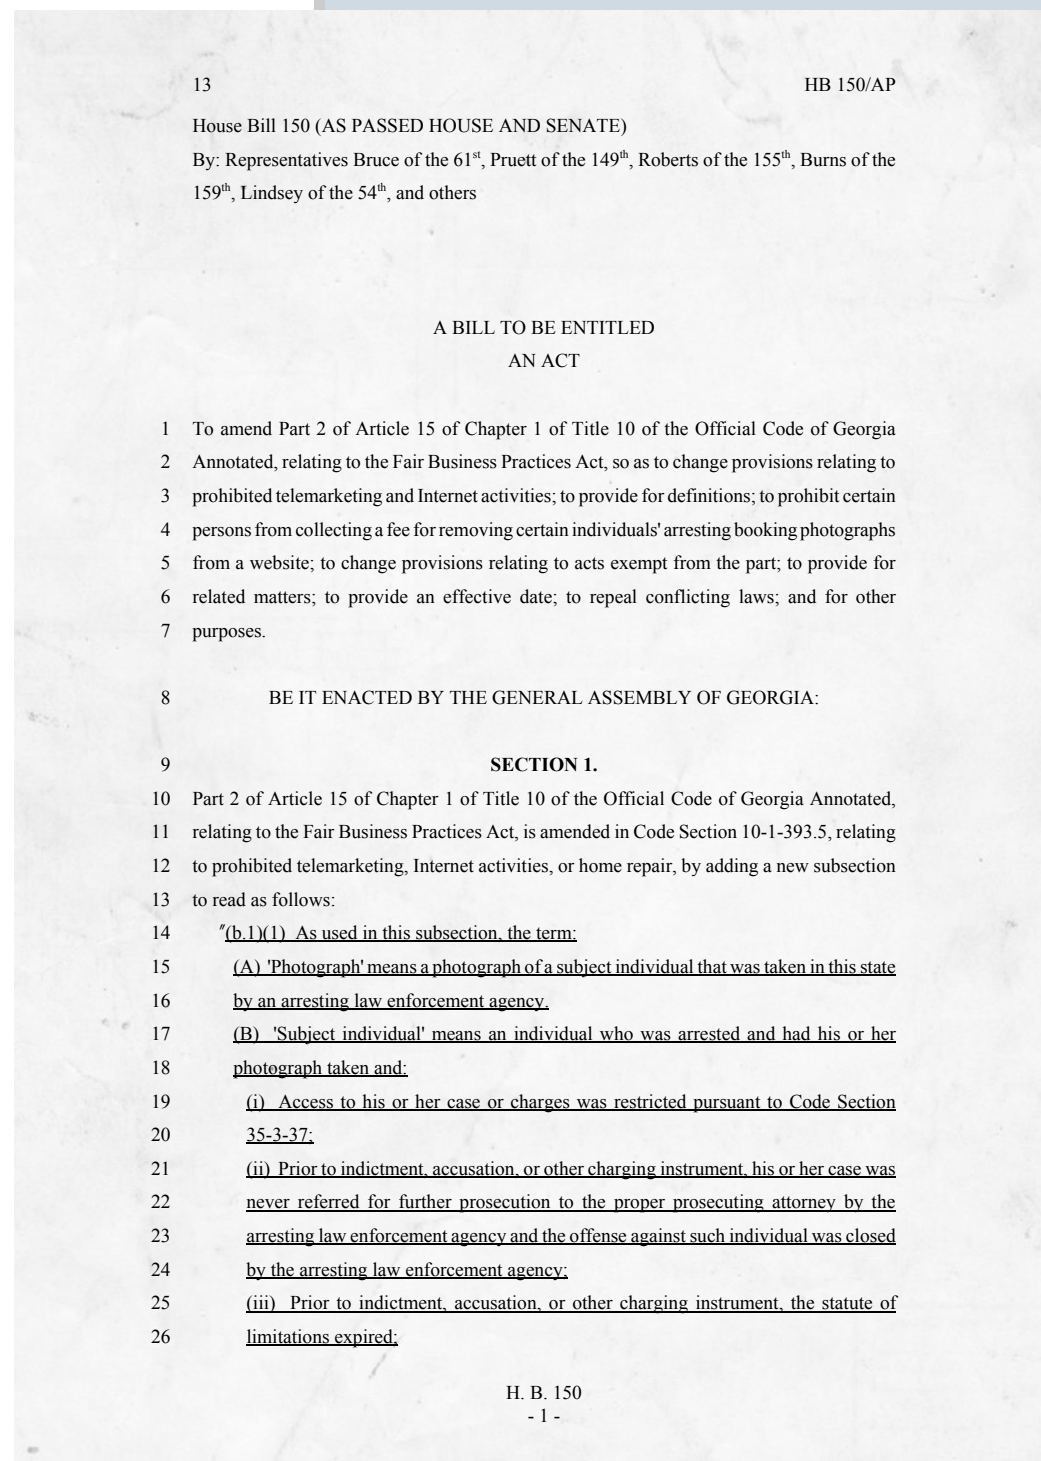 13 HB 150/AP
House Bill 150 (AS PASSED HOUSE AND SENATE)
By: Representatives Bruce of the 61st, Pruett of the 149th, Roberts of the 155th, Burns of the
159th, Lindsey of the 54th, and others
A BILL TO BE ENTITLED
AN ACT
1 To amend Part 2 of Article 15 of Chapter 1 of Title 10 of the Official Code of Georgia
2 Annotated, relating to the Fair Business Practices Act, so as to change provisions relating to
3 prohibited telemarketing and Internet activities; to provide for definitions; to prohibit certain
4 persons from collecting a fee for removing certain individuals' arresting booking photographs
5 from a website; to change provisions relating to acts exempt from the part; to provide for
6 related matters; to provide an effective date; to repeal conflicting laws; and for other
7 purposes.
8 BE IT ENACTED BY THE GENERAL ASSEMBLY OF GEORGIA:
9 SECTION 1.
10 Part 2 of Article 15 of Chapter 1 of Title 10 of the Official Code of Georgia Annotated,
11 relating to the Fair Business Practices Act, is amended in Code Section 10-1-393.5, relating
12 to prohibited telemarketing, Internet activities, or home repair, by adding a new subsection
13 to read as follows:
14 "(b.1)(1) As used in this subsection, the term:
15 (A) 'Photograph' means a photograph of a subject individual that was taken in this state
16 by an arresting law enforcement agency.
17 (B) 'Subject individual' means an individual who was arrested and had his or her
18 photograph taken and:
19 (i) Access to his or her case or charges was restricted pursuant to Code Section
20 35-3-37;
21 (ii) Prior to indictment, accusation, or other charging instrument, his or her case was
22 never referred for further prosecution to the proper prosecuting attorney by the
23 arresting law enforcement agency and the offense against such individual was closed
24 by the arresting law enforcement agency;
25 (iii) Prior to indictment, accusation, or other charging instrument, the statute of
26 limitations expired;
H. B. 150
- 1 -